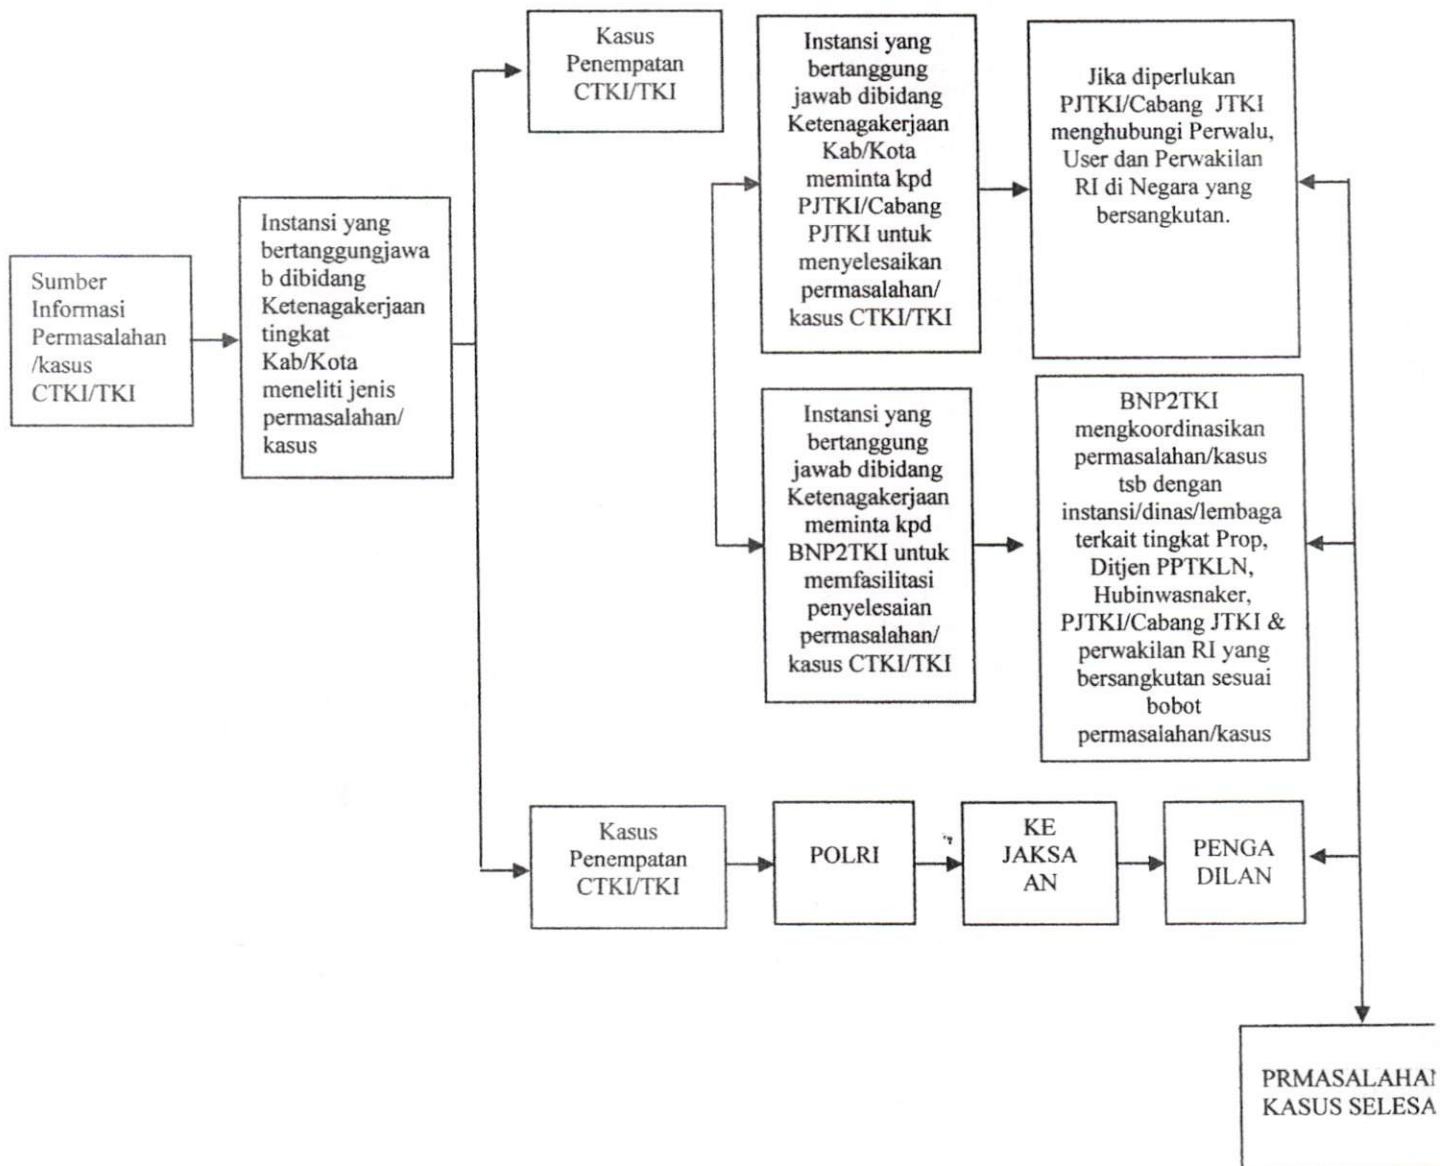 Sumber
Informasi
Permasalahan
/kasus
CTKI/TKI
Instansi yang
bertanggungjawa
b dibidang
Ketenagakerjaan
tingkat
Kab/Kota
meneliti jenis
permasalahan/
kasus
Kasus
Penempatan
CTKI/TKI
Instansi yang
bertanggung
jawab dibidang
Ketenagakerjaan
Kab/Kota
meminta kpd
PJTKI/Cabang
PJTKI untuk
menyelesaikan
permasalahan/
kasus CTKI/TKI
Jika diperlukan
PJTKI/Cabang JTKI
menghubungi Perwalu,
User dan Perwakilan
RI di Negara yang
bersangkutan.
Instansi yang
bertanggung
jawab dibidang
Ketenagakerjaan
meminta kpd
BNP2TKI untuk
memfasilitasi
penyelesaian
permasalahan/
kasus CTKI/TKI
BNP2TKI
mengkoordinasikan
permasalahan/kasus
tsb dengan
instansi/dinas/lembaga
terkait tingkat Prop,
Ditjen PPTKLN,
Hubinwasnaker,
PJTKI/Cabang JTKI &
perwakilan RI yang
bersangkutan sesuai
bobot
permasalahan/kasus
Kasus
Penempatan
CTKI/TKI
POLRI
KE
JAKSA
AN
PENGA
DILAN
PRMASALAHAN
KASUS SELESA